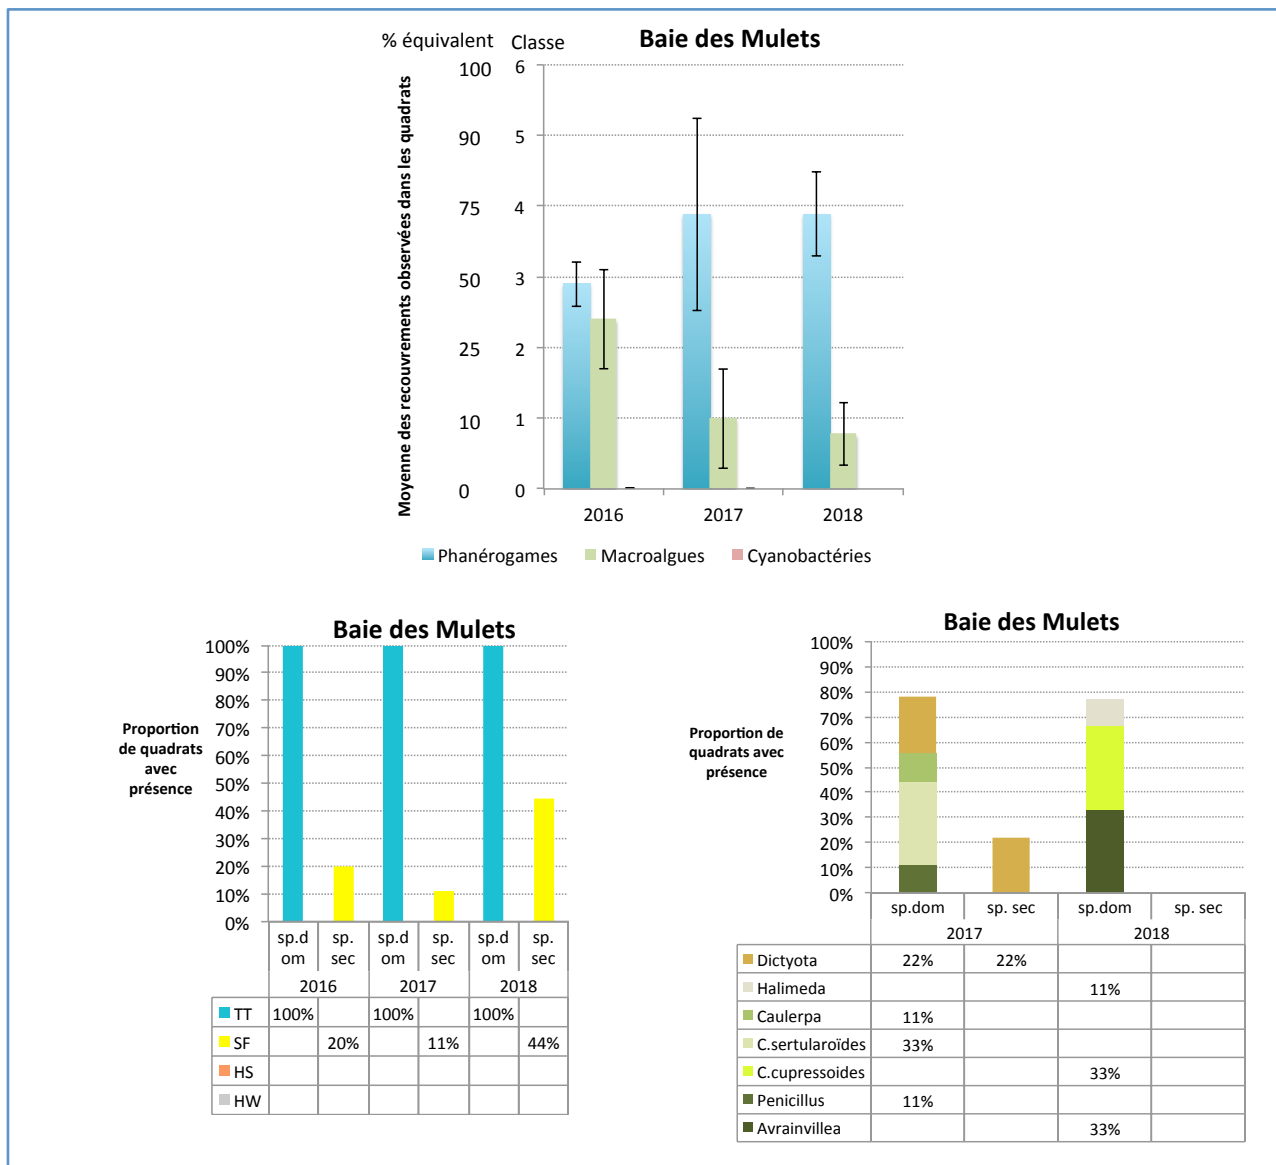 % équivalent Classe Baie des Mulets
Moyenne des recouvrements observées dans les quadrats
100 6
90 5
75 4
50 3
25 2
10 1
0 0
2016 2017 2018
Phanérogames Macroalgues Cyanobactéries
Baie des Mulets
Proportion de quadrats avec présence
100%
90%
80%
70%
60%
50%
40%
30%
20%
10%
0%
sp.d om sp. sec sp.d om sp. sec sp.d om sp. sec
2016 2017 2018
TT 100% 100% 100%
SF 20% 11% 44%
HS
HW
Baie des Mulets
Proportion de quadrats avec présence
100%
90%
80%
70%
60%
50%
40%
30%
20%
10%
0%
sp.dom sp. sec sp.dom sp. sec
2017 2018
Dictyota 22% 22%
Halimeda 11%
Caulerpa 11%
C.sertularoïdes 33%
C.cupressoides 33%
Penicillus 11%
Avrainvillea 33%